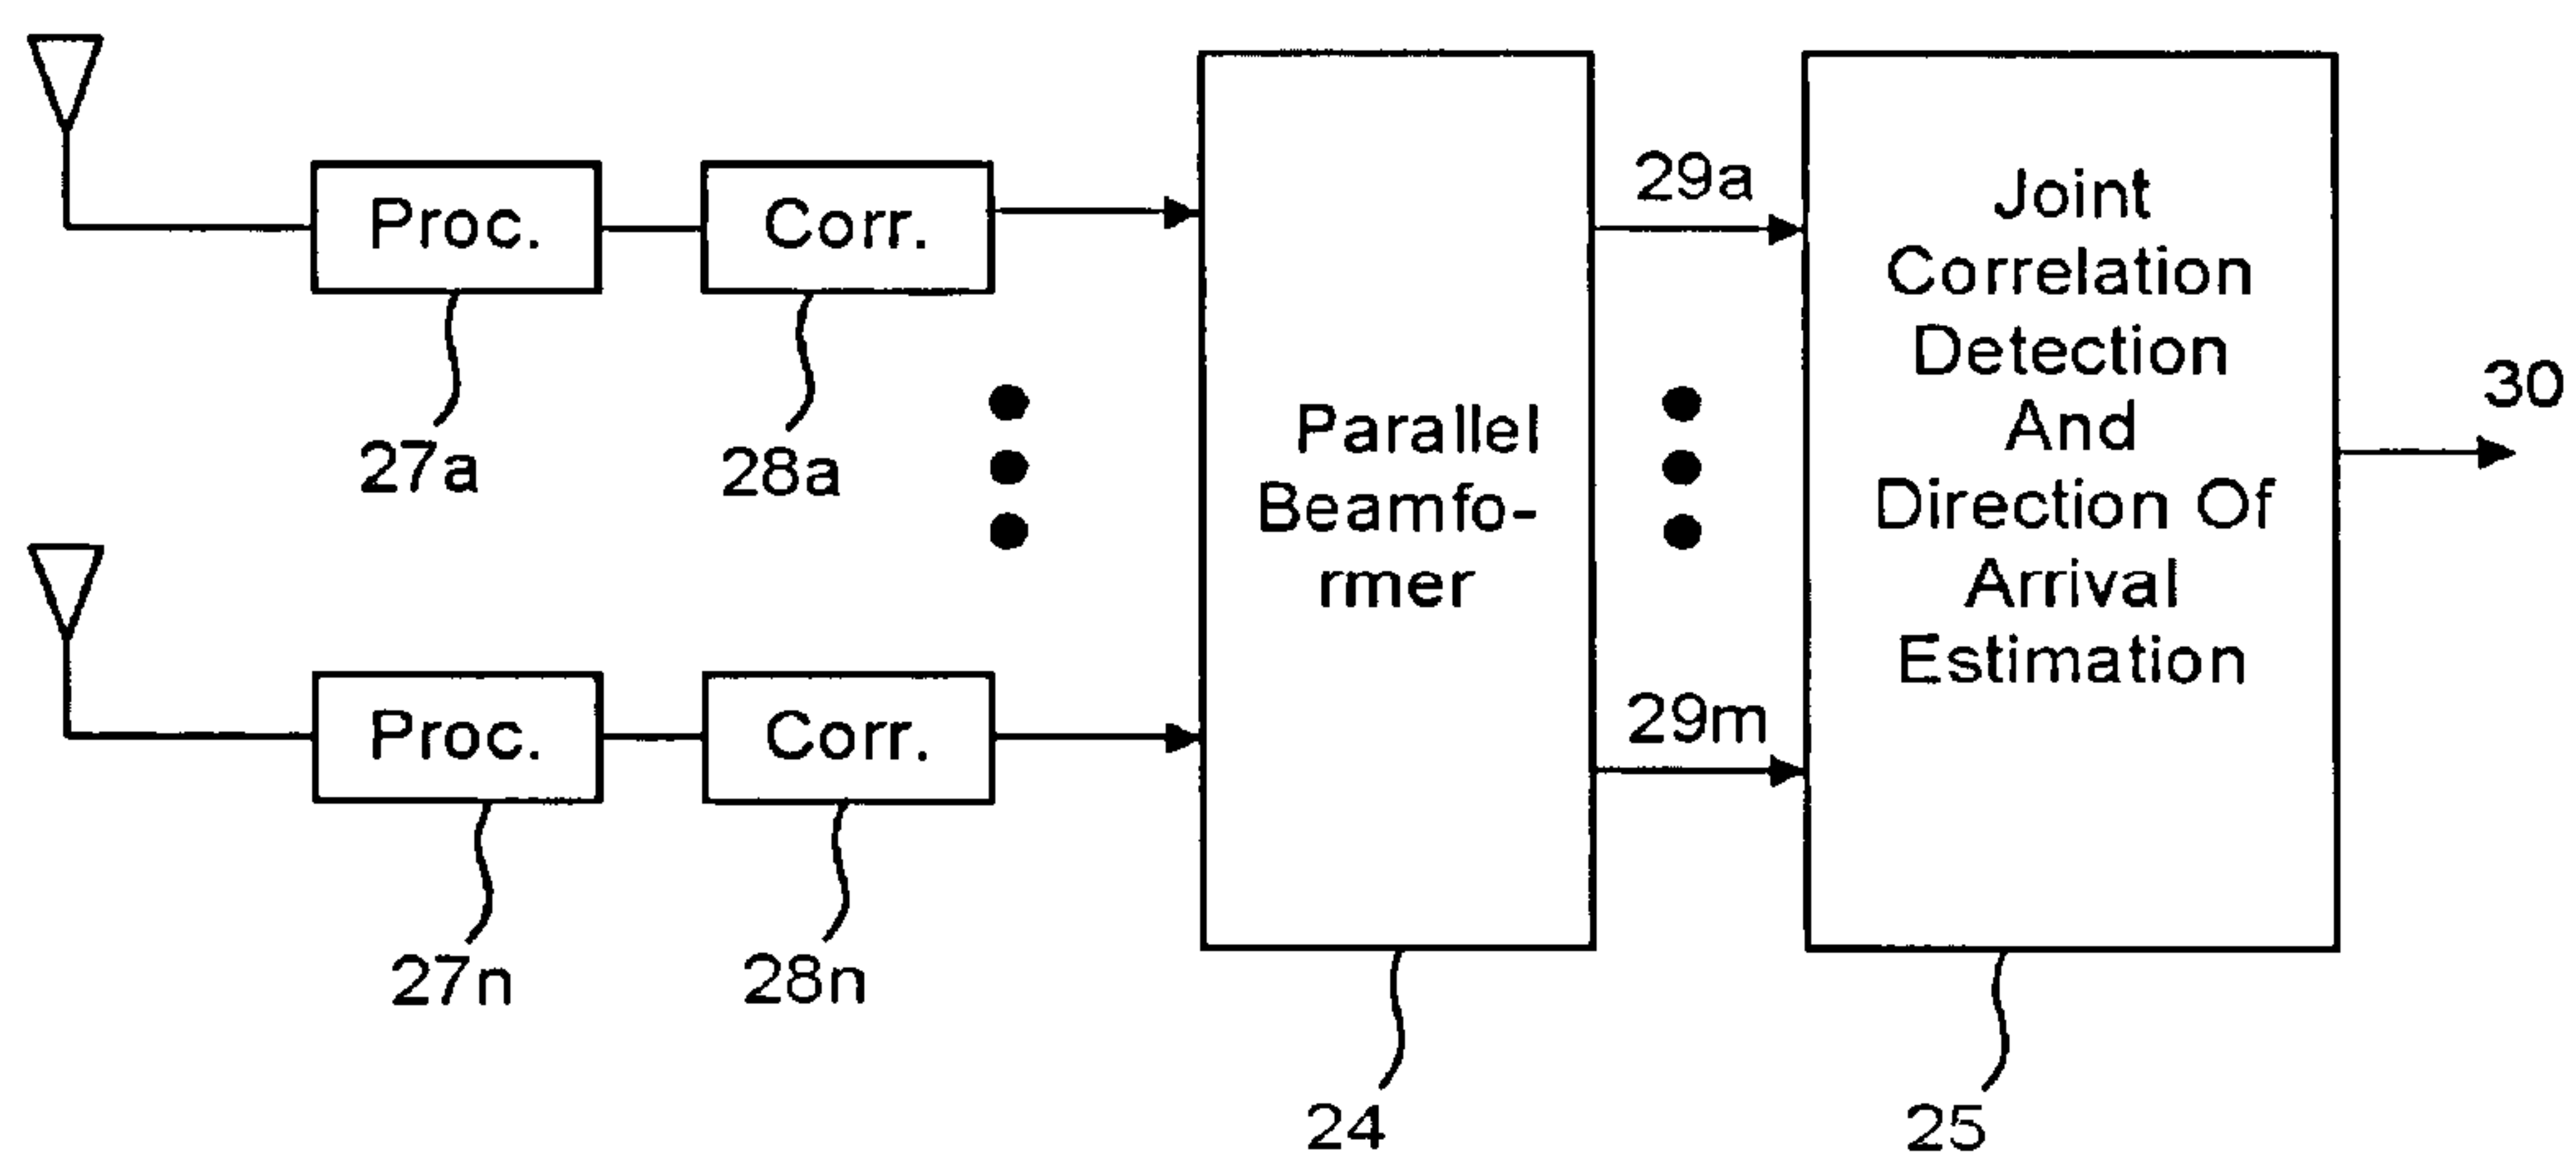 Proc.
Corr.
27a
28a
Proc.
Corr.
27n
28n
Parallel
Beamfo-
rmer
24
29a
29m
Joint
Correlation
Detection
And
Direction Of
Arrival
Estimation
25
30